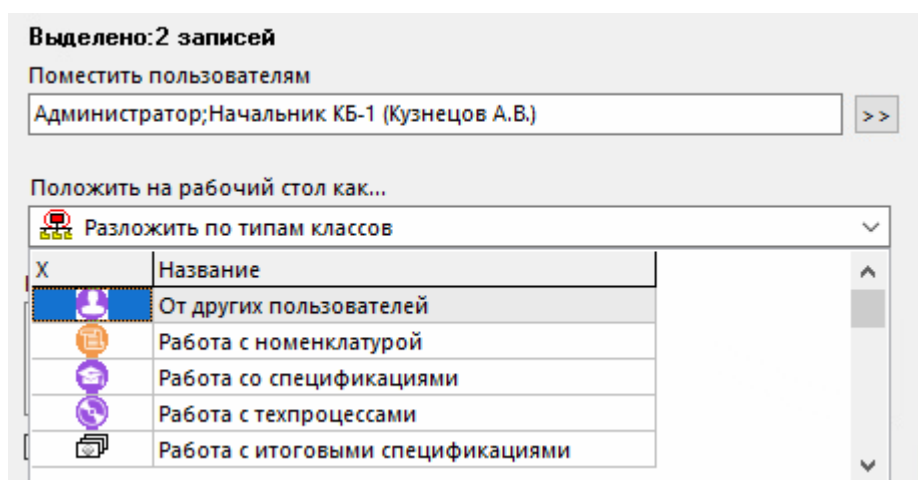 Выделено:2 записей
Поместить пользователям
Администратор;Начальник КБ-1 (Кузнецов А.В.)
>>
Положить на рабочий стол как...
Разложить по типам классов
X Название
От других пользователей
Работа с номенклатурой
Работа со спецификациями
Работа с техпроцессами
Работа с итоговыми спецификациями